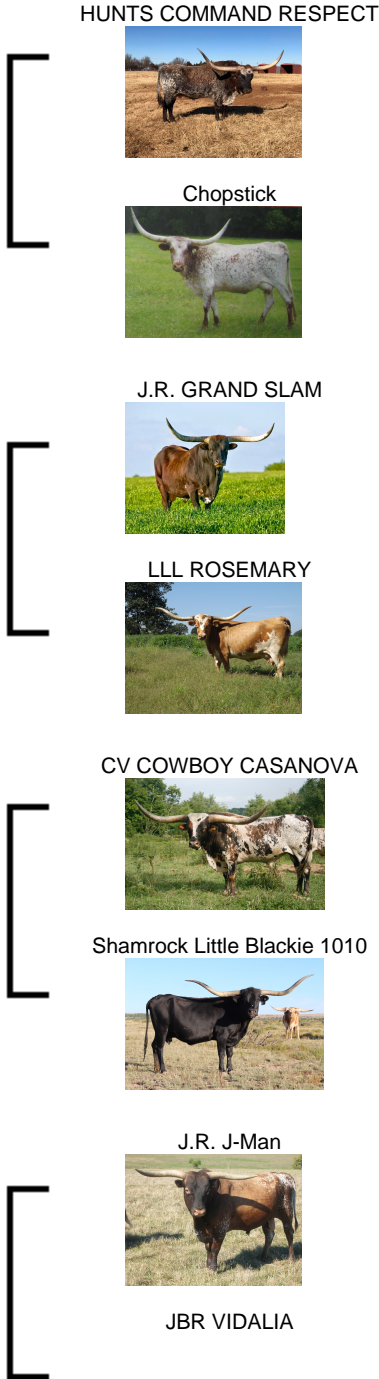 HUNTS COMMAND RESPECT
Chopstick
J.R. GRAND SLAM
LLL ROSEMARY
CV COWBOY CASANOVA
Shamrock Little Blackie 1010
J.R. J-Man
JBR VIDALIA